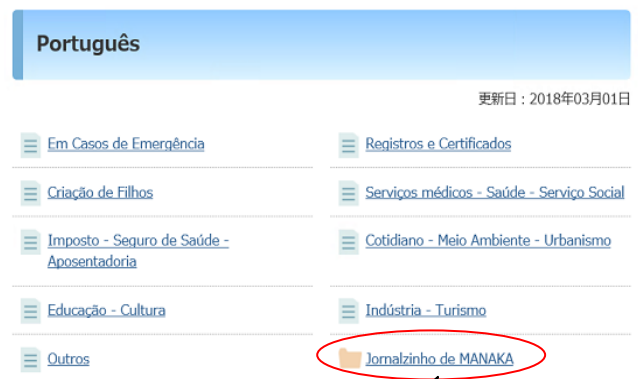 Português
更新日：2018年03月01日
Em Casos de Emergência
Registros e Certificados
Criação de Filhos
Serviços médicos - Saúde - Serviço Social
Imposto - Seguro de Saúde -
Aposentadoria
Cotidiano - Meio Ambiente - Urbanismo
Educação - Cultura
Indústria - Turismo
Outros
Jornalzinho de MANAKA